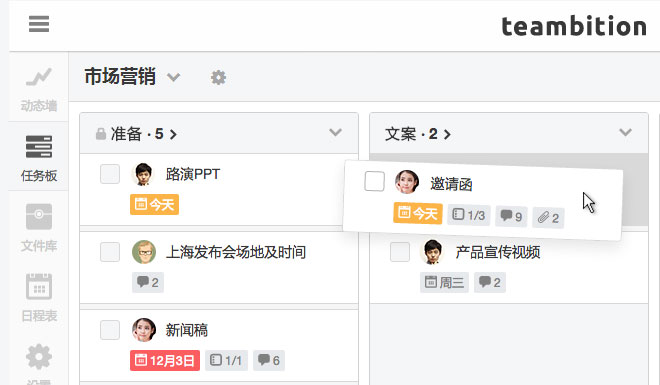 teambition
市场营销
动态墙
任务板
文件库
日程表
准备 · 5
路演PPT
今天
上海发布会场地及时间
2
新闻稿
12月3日 1/1 6
文案 · 2
邀请函
今天 1/3 9 2
产品宣传视频
周三 2